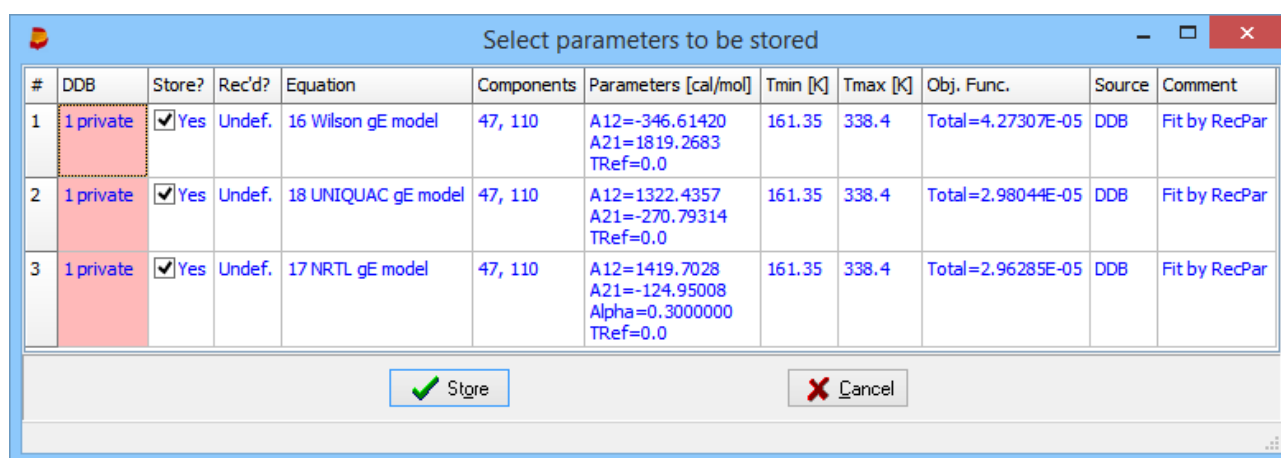 Select parameters to be stored
# DDB Store? Rec'd? Equation Components Parameters [cal/mol] Tmin [K] Tmax [K] Obj. Func. Source Comment
1 1 private Yes Undef. 16 Wilson gE model 47, 110 A12=-346.61420 161.35 338.4 Total=4.27307E-05 DDB Fit by RecPar
A21=1819.2683
TRef=0.0
2 1 private Yes Undef. 18 UNIQUAC gE model 47, 110 A12=1322.4357 161.35 338.4 Total=2.98044E-05 DDB Fit by RecPar
A21=-270.79314
TRef=0.0
3 1 private Yes Undef. 17 NRTL gE model 47, 110 A12=1419.7028 161.35 338.4 Total=2.96285E-05 DDB Fit by RecPar
A21=-124.95008
Alpha=0.3000000
TRef=0.0
Store Cancel